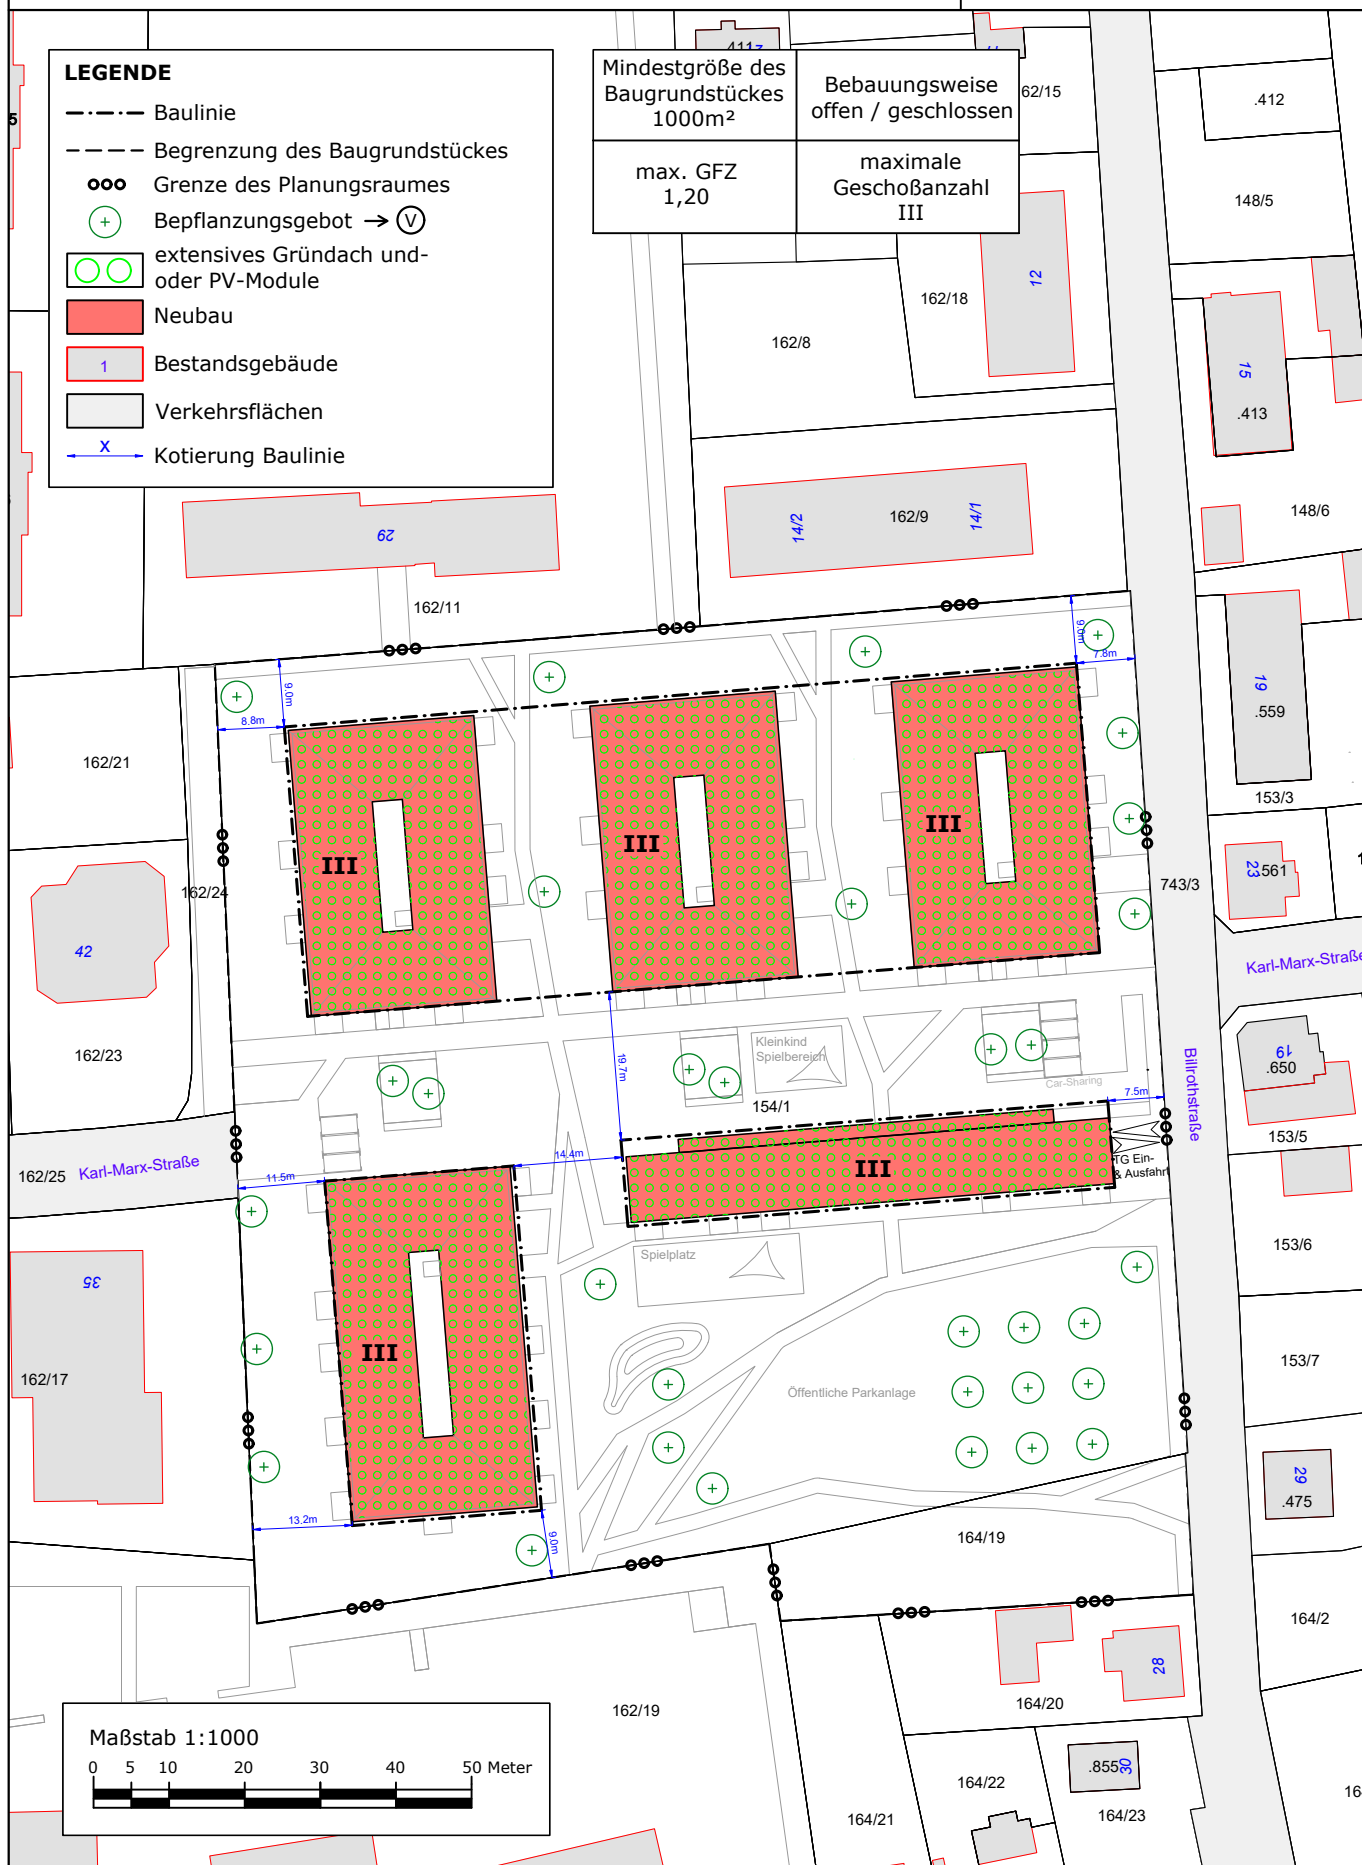 LEGENDE
Baulinie
Begrenzung des Baugrundstückes
Grenze des Planungsraumes
+ Bepflanzungsgebot → V
extensives Gründach und-
oder PV-Module
Neubau
1 Bestandsgebäude
Verkehrsflächen
X Kotierung Baulinie
Mindestgröße des
Baugrundstückes
1000m²
Bebauungsweise
offen / geschlossen
max. GFZ
1,20
maximale
Geschoßanzahl
III
62/15
.412
148/5
12
162/18
162/8
15
.413
148/6
29
14/2
162/9
14/1
162/11
9.0m
7.8m
9.0m
8.8m
19
.559
153/3
162/21
III
III
III
162/24
42
743/3
23
561
Karl-Marx-Straße
162/23
19.7m
Kleinkind
Spielbereich
154/1
Car-Sharing
7.5m
Billrothstraße
19
.650
153/5
162/25
Karl-Marx-Straße
11.5m
14.4m
III
TG Ein-
& Ausfahrt
Spielplatz
153/6
35
162/17
III
Öffentliche Parkanlage
153/7
29
.475
13.2m
9.0m
164/19
164/2
28
164/20
162/19
164/22
.855
30
164/23
164/21
Maßstab 1:1000
0 5 10 20 30 40 50 Meter